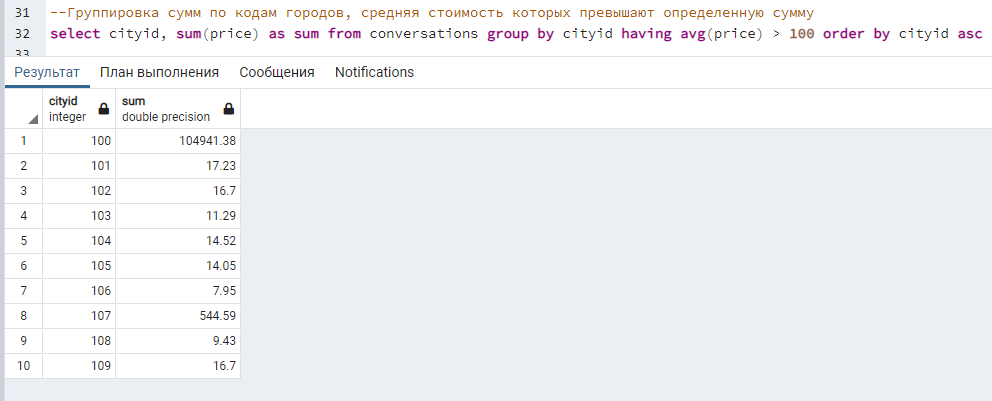 31 --Группировка сумм по кодам городов, средняя стоимость которых превышают определенную сумму
32 select cityid, sum(price) as sum from conversations group by cityid having avg(price) > 100 order by cityid asc
33
Результат План выполнения Сообщения Notifications
cityid sum
integer double precision
1 100 104941.38
2 101 17.23
3 102 16.7
4 103 11.29
5 104 14.52
6 105 14.05
7 106 7.95
8 107 544.59
9 108 9.43
10 109 16.7